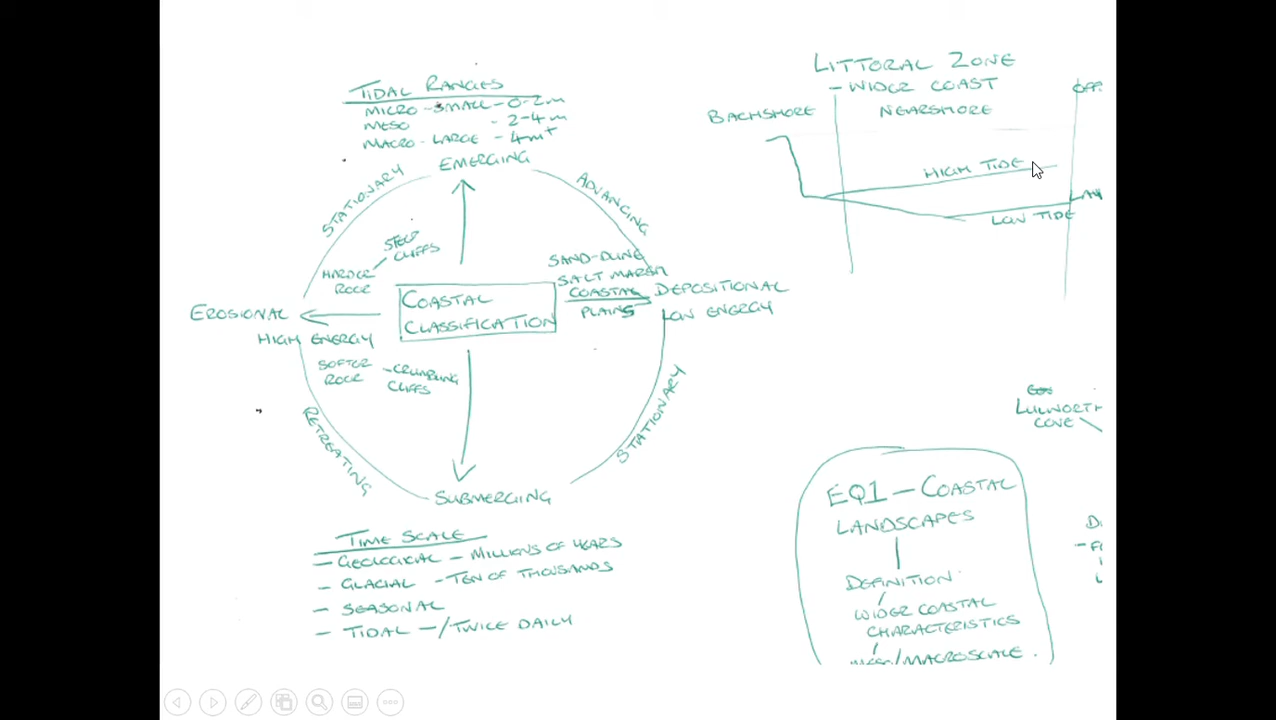 TIDAL RANGES
MICRO - SMALL - 0-2m
MESO - 2-4m
MACRO - LARGE - 4m+
EMERGING
STATIONARY
ADVANCING
STEEP
CLIFFS
HARDER
ROCK
SAND-DUNE
SALT MARSH
COASTAL
PLAINS
EROSIONAL
HIGH ENERGY
COASTAL
CLASSIFICATION
DEPOSITIONAL
LOW ENERGY
SOFTER
ROCK
- CRUMBLING
CLIFFS
RETREATING
STATIONARY
SUBMERGING
TIME SCALE
- GEOLOGICAL - MILLIONS OF YEARS
- GLACIAL - TEN OF THOUSANDS
- SEASONAL
- TIDAL - /TWICE DAILY
LITTORAL ZONE
- WIDER COAST
BACKSHORE
NEARSHORE
OFF
HIGH TIDE
LOW TIDE
LULWORTH
COVE
EQ1 - COASTAL
LANDSCAPES
DEFINITION
WIDER COASTAL
CHARACTERISTICS
/MACROSCALE